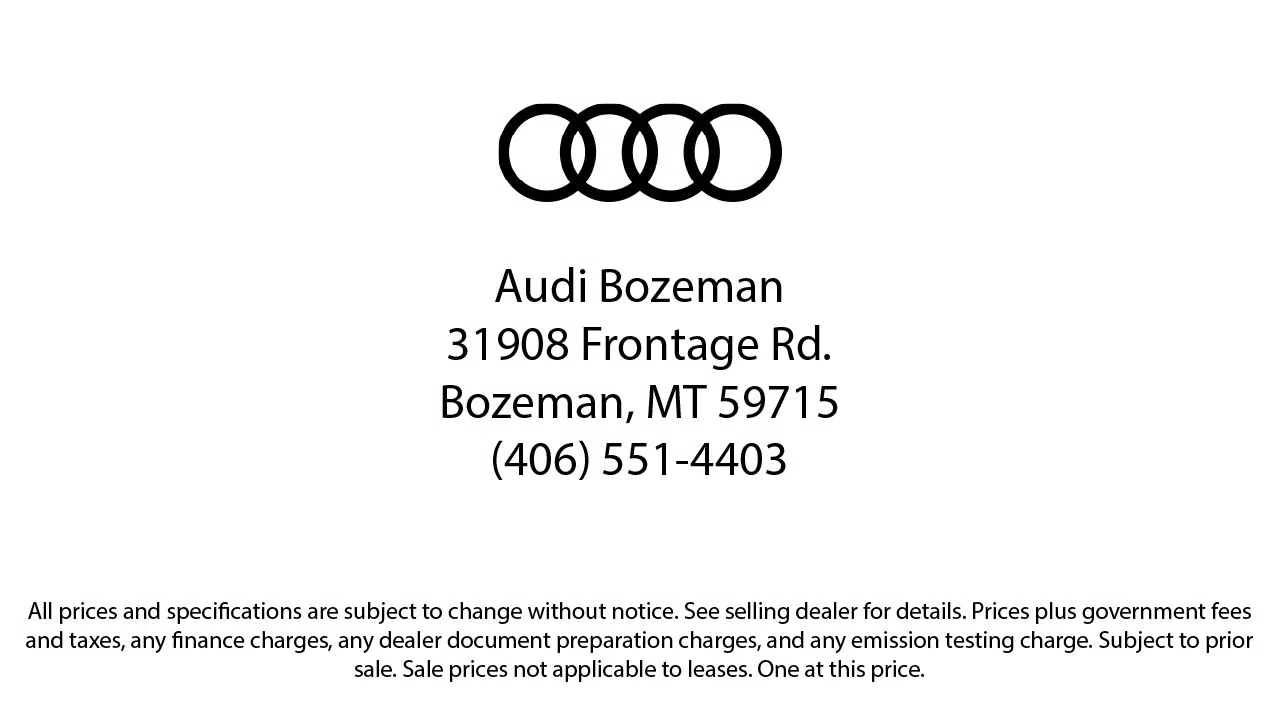 Audi Bozeman
31908 Frontage Rd.
Bozeman, MT 59715
(406) 551-4403
All prices and specifications are subject to change without notice. See selling dealer for details. Prices plus government fees
and taxes, any finance charges, any dealer document preparation charges, and any emission testing charge. Subject to prior
sale. Sale prices not applicable to leases. One at this price.